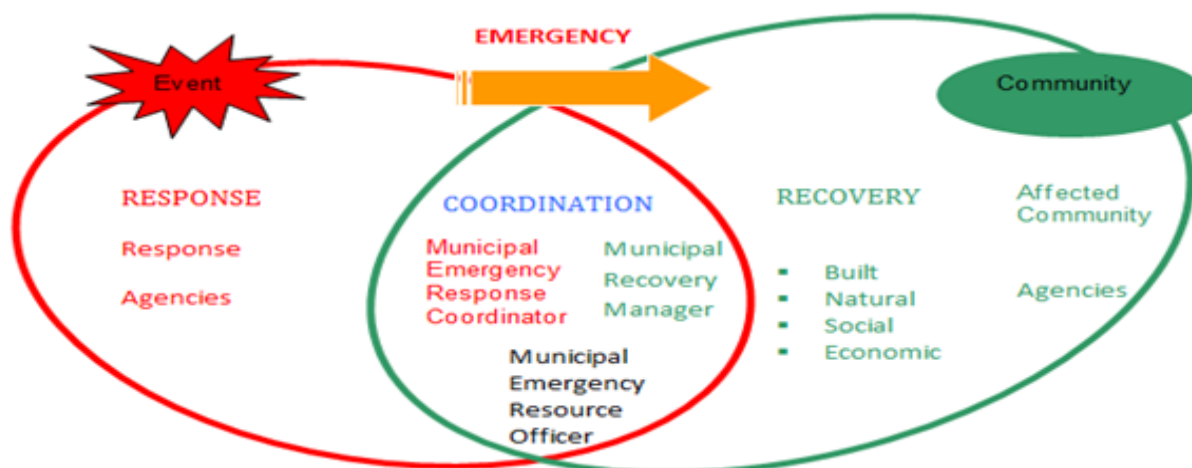 EMERGENCY
Event
Community
RESPONSE
Response
Agencies
COORDINATION
Municipal
Emergency
Response
Coordinator
Municipal
Recovery
Manager
Municipal
Emergency
Resource
Officer
RECOVERY
▪ Built
▪ Natural
▪ Social
▪ Economic
Affected
Community
Agencies